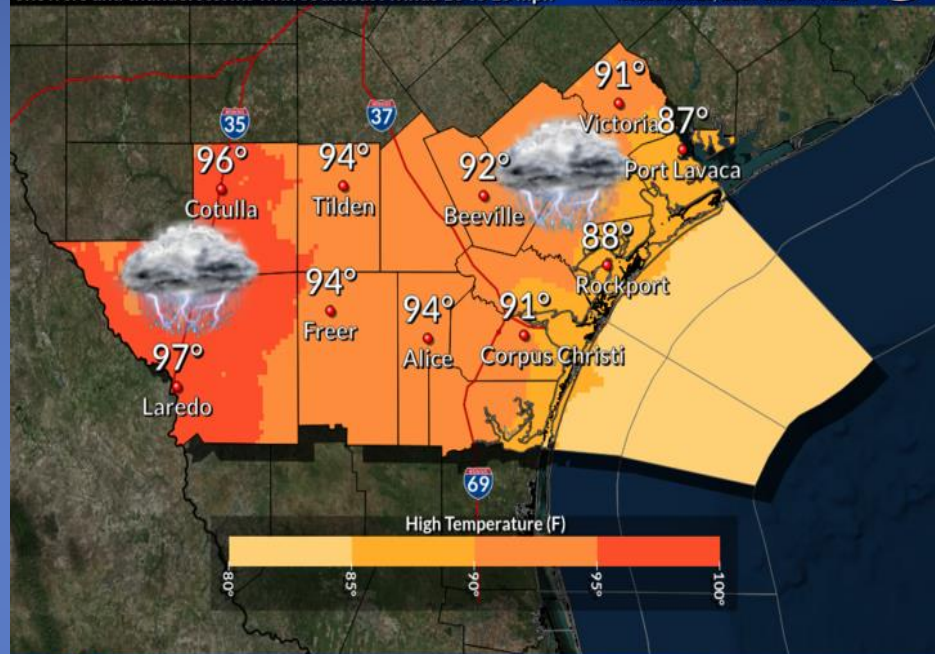 91°
Victoria
87°
Port Lavaca
35
37
96°
Cotulla
94°
Tilden
92°
Beeville
88°
Rockport
94°
Freer
94°
Alice
91°
Corpus Christi
97°
Laredo
69
High Temperature (F)
80°
85°
90°
95°
100°